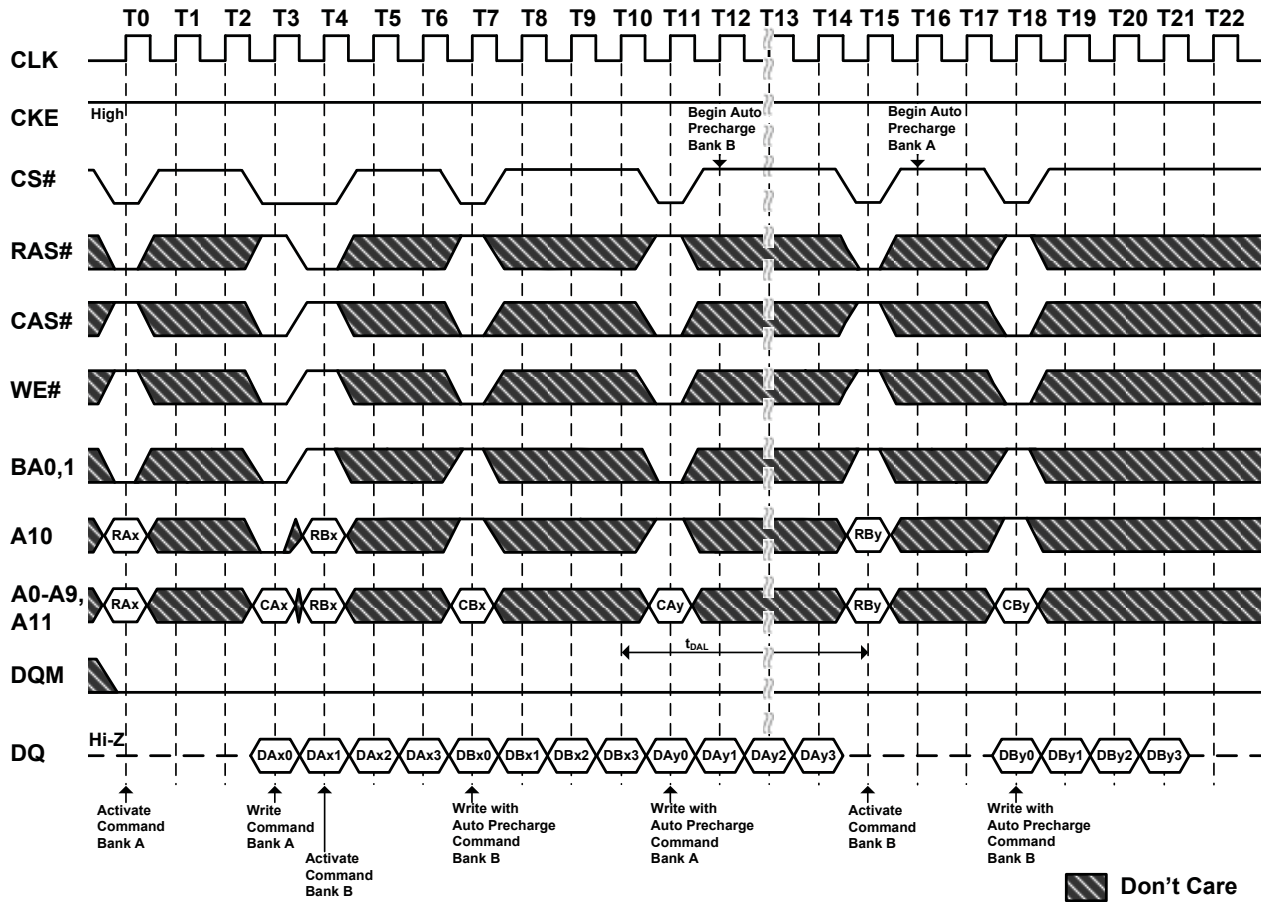 T0 T1 T2 T3 T4 T5 T6 T7 T8 T9 T10 T11 T12 T13 T14 T15 T16 T17 T18 T19 T20 T21 T22
CLK
CKE
High
Begin Auto
Precharge
Bank B
Begin Auto
Precharge
Bank A
CS#
RAS#
CAS#
WE#
BA0,1
A10
RAx RBx RBy
A0-A9,
A11
RAx CAx RBx CBx CAy RBy CBy
tDAL
DQM
DQ
Hi-Z
DAx0 DAx1 DAx2 DAx3 DBx0 DBx1 DBx2 DBx3 DAy0 DAy1 DAy2 DAy3 DBy0 DBy1 DBy2 DBy3
Activate
Command
Bank A
Write
Command
Bank A
Activate
Command
Bank B
Write with
Auto Precharge
Command
Bank B
Write with
Auto Precharge
Command
Bank A
Activate
Command
Bank B
Write with
Auto Precharge
Command
Bank B
Don't Care